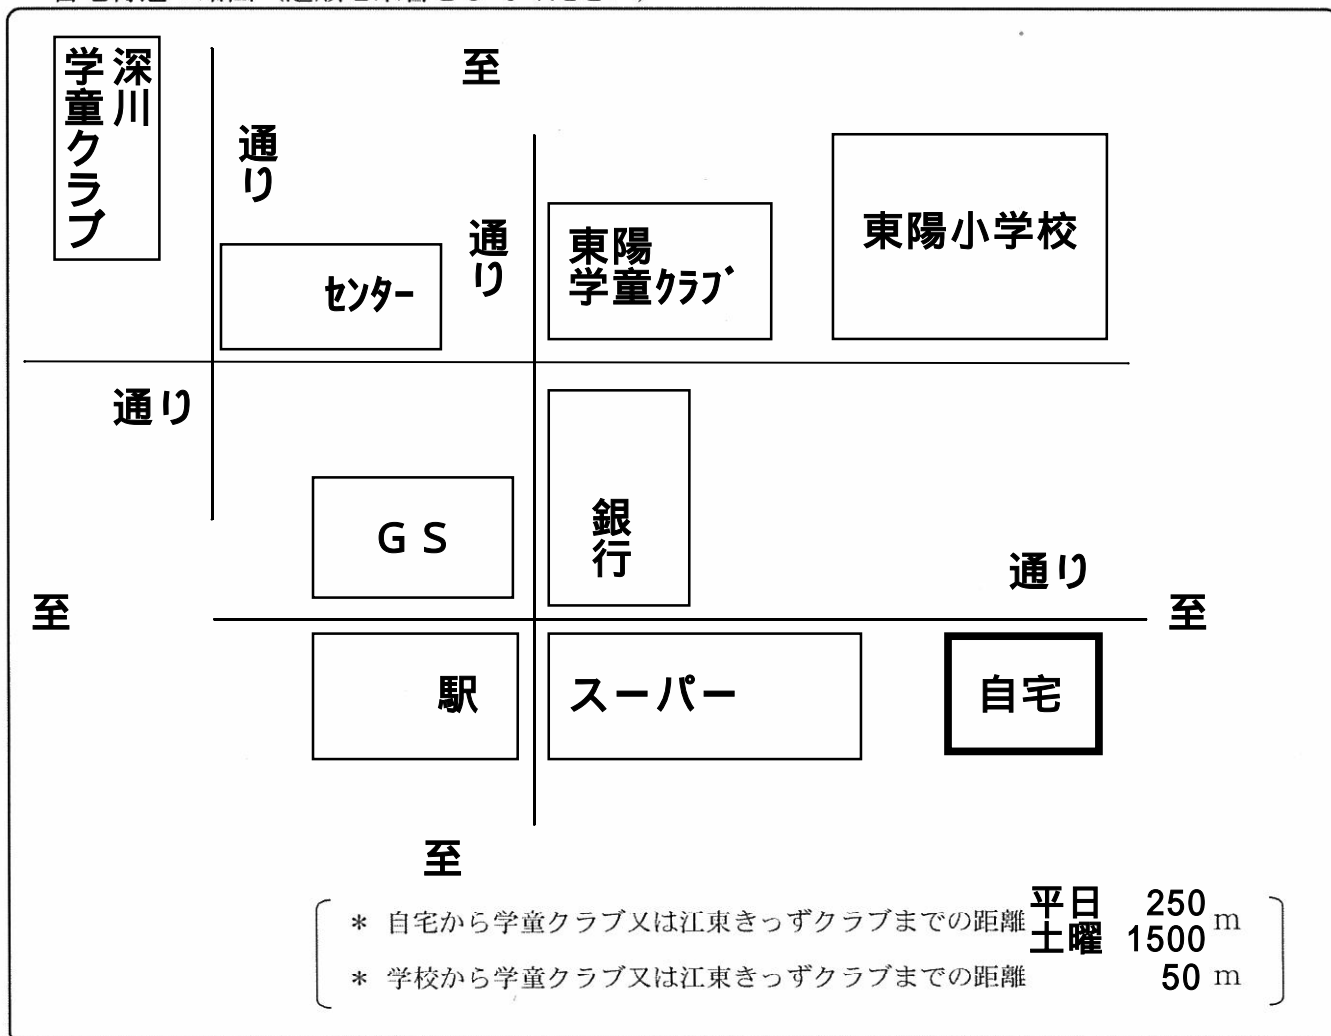 深川
学童クラブ
至
通り
通り
センター
東陽
学童クラブ
東陽小学校
通り
GS
銀行
通り
至
至
駅
スーパー
自宅
至
* 自宅から学童クラブ又は江東きっずクラブまでの距離 平日 250 m
土曜 1500
* 学校から学童クラブ又は江東きっずクラブまでの距離 50 m